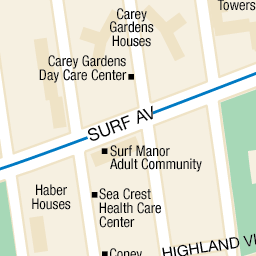 Towers
Carey
Gardens
Houses
Carey Gardens
Day Care Center
SURF AV
Surf Manor
Adult Community
Haber
Houses
Sea Crest
Health Care
Center
HIGHLAND
Coney